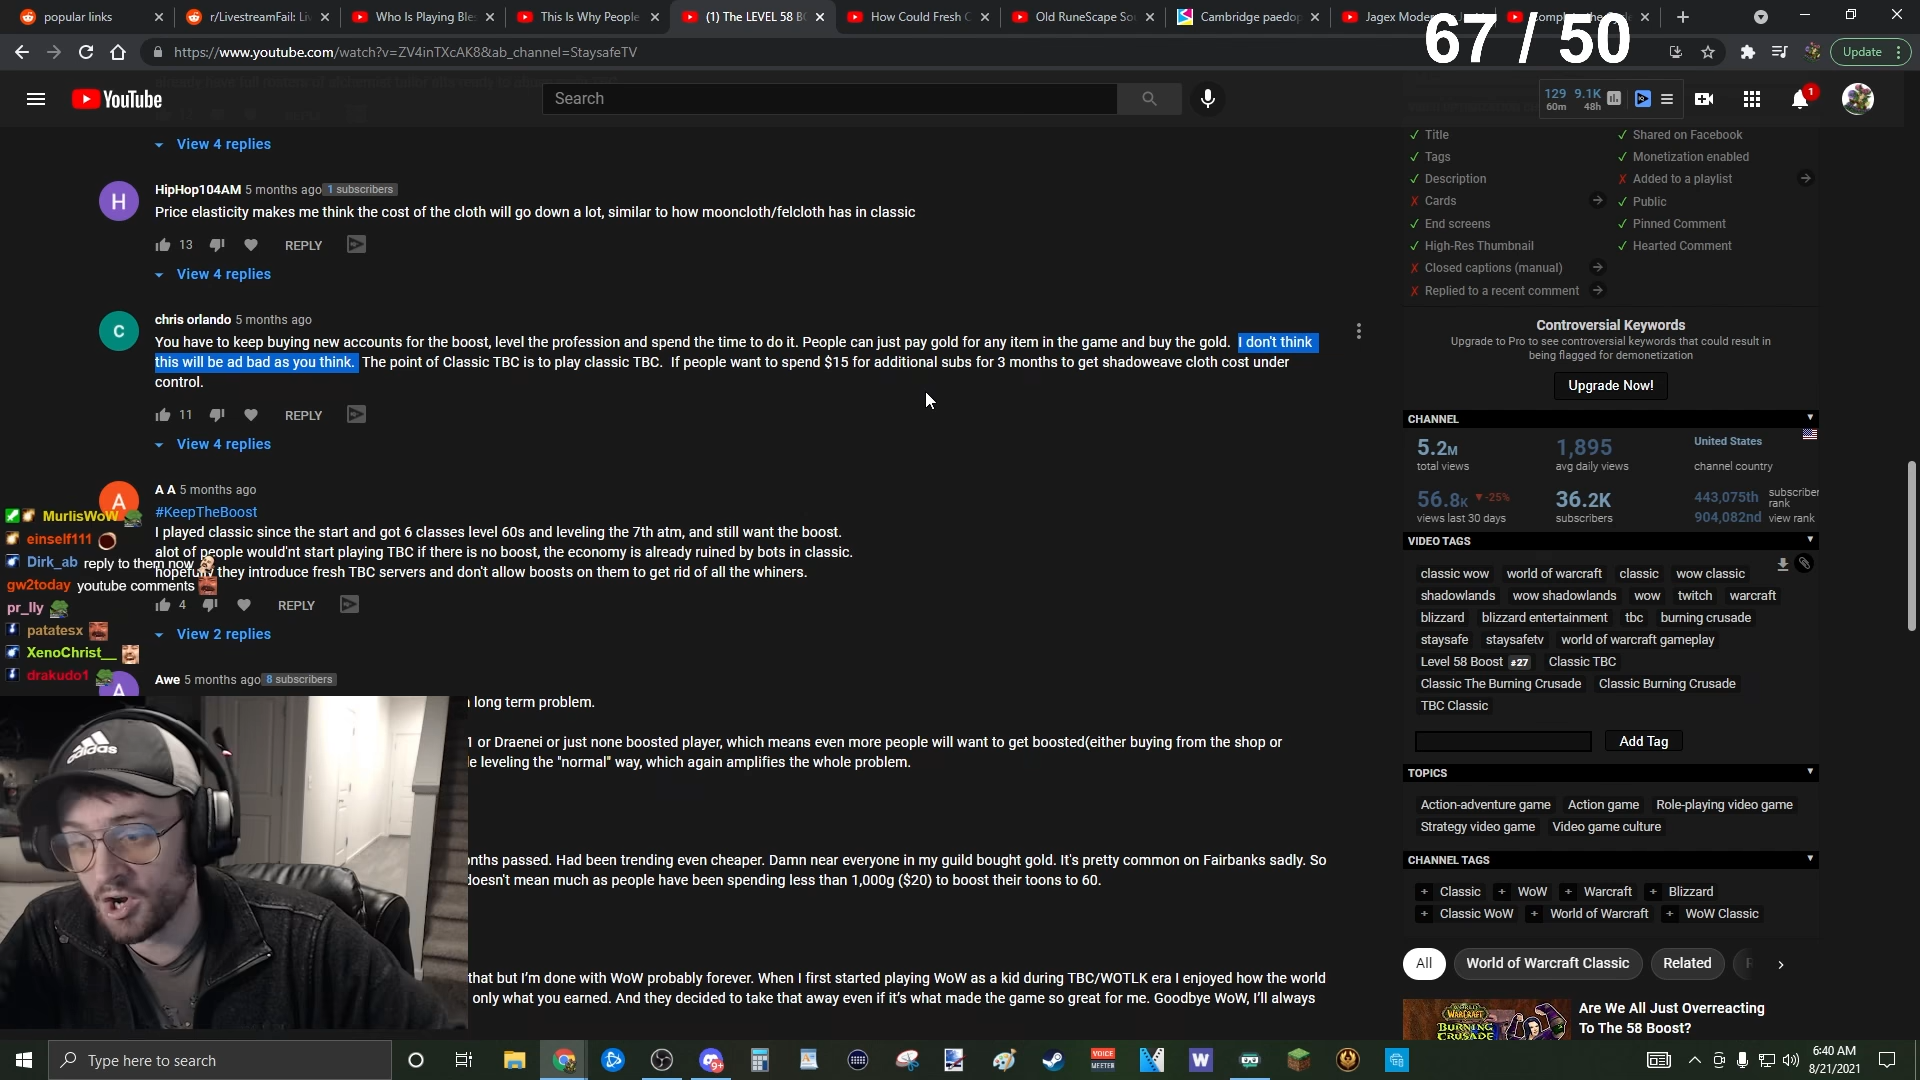 popular links
r/LivestreamFail: Li
Who Is Playing Ble
This Is Why People
(1) The LEVEL 58 B
How Could Fresh C
Old RuneScape So
Cambridge paedop
Jagex Moder
67 / 50
https://www.youtube.com/watch?v=ZV4inTXcAK8&ab_channel=StaysafeTV
Update
YouTube
Search
129 60m
9.1K 48h
1
View 4 replies
HipHop104AM 5 months ago 1 subscribers
Price elasticity makes me think the cost of the cloth will go down a lot, similar to how mooncloth/felcloth has in classic
13 REPLY
View 4 replies
chris orlando 5 months ago
You have to keep buying new accounts for the boost, level the profession and spend the time to do it. People can just pay gold for any item in the game and buy the gold. I don't think
this will be ad bad as you think. The point of Classic TBC is to play classic TBC. If people want to spend $15 for additional subs for 3 months to get shadoweave cloth cost under
control.
11 REPLY
View 4 replies
A A 5 months ago
#KeepTheBoost
I played classic since the start and got 6 classes level 60s and leveling the 7th atm, and still want the boost.
alot of people would'nt start playing TBC if there is no boost, the economy is already ruined by bots in classic.
hopefully they introduce fresh TBC servers and don't allow boosts on them to get rid of all the whiners.
4 REPLY
View 2 replies
Awe 5 months ago 8 subscribers
long term problem.
1 or Draenei or just none boosted player, which means even more people will want to get boosted(either buying from the shop or
e leveling the "normal" way, which again amplifies the whole problem.
onths passed. Had been trending even cheaper. Damn near everyone in my guild bought gold. It's pretty common on Fairbanks sadly. So
doesn't mean much as people have been spending less than 1,000g ($20) to boost their toons to 60.
that but I'm done with WoW probably forever. When I first started playing WoW as a kid during TBC/WOTLK era I enjoyed how the world
only what you earned. And they decided to take that away even if it's what made the game so great for me. Goodbye WoW, I'll always
MurlisWoW
einself111
Dirk_ab reply to them now
gw2today youtube comments
pr_lly
patatesx
XenoChrist__
drakudo1
adidas
Title
Shared on Facebook
Tags
Monetization enabled
Description
Added to a playlist
Cards
Public
End screens
Pinned Comment
High-Res Thumbnail
Hearted Comment
Closed captions (manual)
Replied to a recent comment
Controversial Keywords
Upgrade to Pro to see controversial keywords that could result in
being flagged for demonetization
Upgrade Now!
CHANNEL
5.2M total views
1,895 avg daily views
United States channel country
56.8K -25% views last 30 days
36.2K subscribers
443,075th subscriber rank
904,082nd view rank
VIDEO TAGS
classic wow world of warcraft classic wow classic
shadowlands wow shadowlands wow twitch warcraft
blizzard blizzard entertainment tbc burning crusade
staysafe staysafetv world of warcraft gameplay
Level 58 Boost #27 Classic TBC
Classic The Burning Crusade Classic Burning Crusade
TBC Classic
Add Tag
TOPICS
Action-adventure game Action game Role-playing video game
Strategy video game Video game culture
CHANNEL TAGS
+ Classic + WoW + Warcraft + Blizzard
+ Classic WoW + World of Warcraft + WoW Classic
All World of Warcraft Classic Related
WORLD WARCRAFT BURNING CRUSADE
Are We All Just Overreacting
To The 58 Boost?
Type here to search
9+
VOICE MEETER
W
6:40 AM
8/21/2021